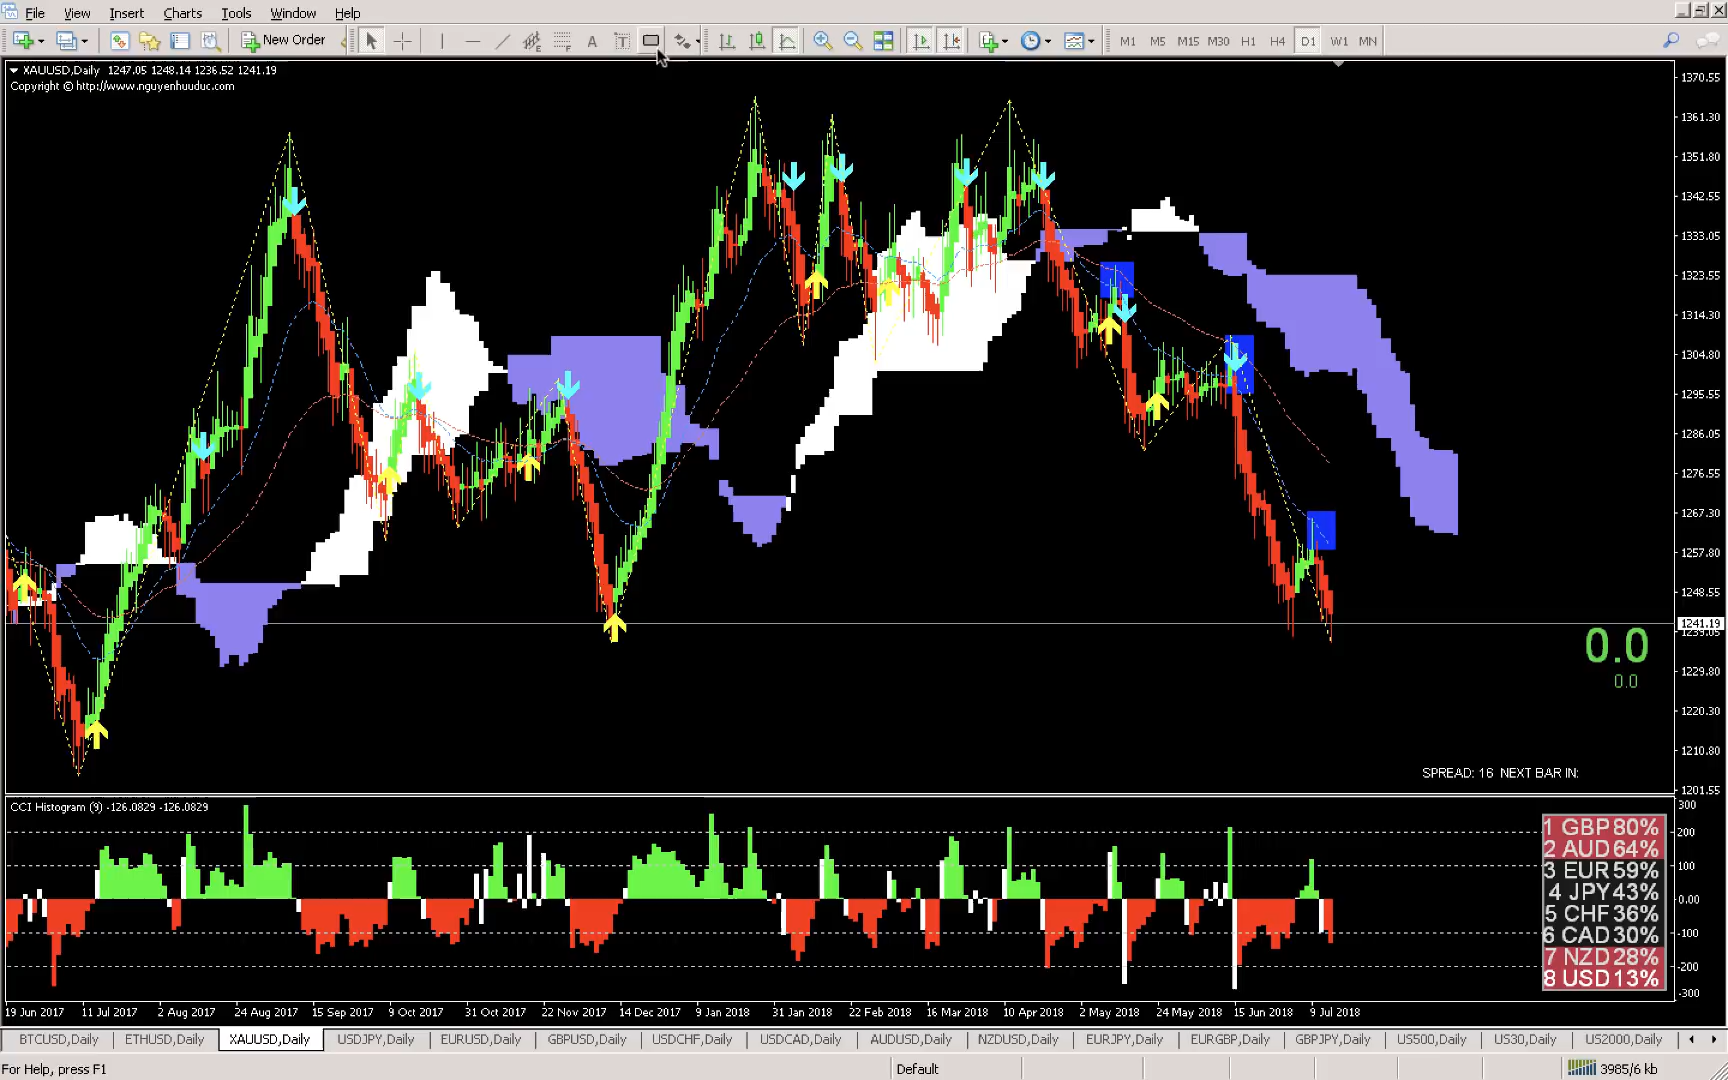 File View Insert Charts Tools Window Help
New Order
M1 M5 M15 M30 H1 H4 D1 W1 MN
XAUUSD,Daily 1247.05 1248.14 1236.52 1241.19
Copyright © http://www.nguyenhuuduc.com
1370.55
1361.30
1351.80
1342.55
1333.05
1323.55
1314.30
1304.80
1295.55
1286.05
1276.55
1267.30
1257.80
1248.55
1241.19
1239.05
1229.80
1220.30
1210.80
1201.55
0.0
0.0
SPREAD: 16 NEXT BAR IN:
CCI Histogram (9) -126.0829 -126.0829
300
200
100
0.00
-100
-200
-300
1 GBP 80%
2 AUD 64%
3 EUR 59%
4 JPY 43%
5 CHF 36%
6 CAD 30%
7 NZD 28%
8 USD 13%
19 Jun 2017 11 Jul 2017 2 Aug 2017 24 Aug 2017 15 Sep 2017 9 Oct 2017 31 Oct 2017 22 Nov 2017 14 Dec 2017 9 Jan 2018 31 Jan 2018 22 Feb 2018 16 Mar 2018 10 Apr 2018 2 May 2018 24 May 2018 15 Jun 2018 9 Jul 2018
BTCUSD,Daily ETHUSD,Daily XAUUSD,Daily USDJPY,Daily EURUSD,Daily GBPUSD,Daily USDCHF,Daily USDCAD,Daily AUDUSD,Daily NZDUSD,Daily EURJPY,Daily EURGBP,Daily GBPJPY,Daily US500,Daily US30,Daily US2000,Daily
For Help, press F1
Default
3985/6 kb